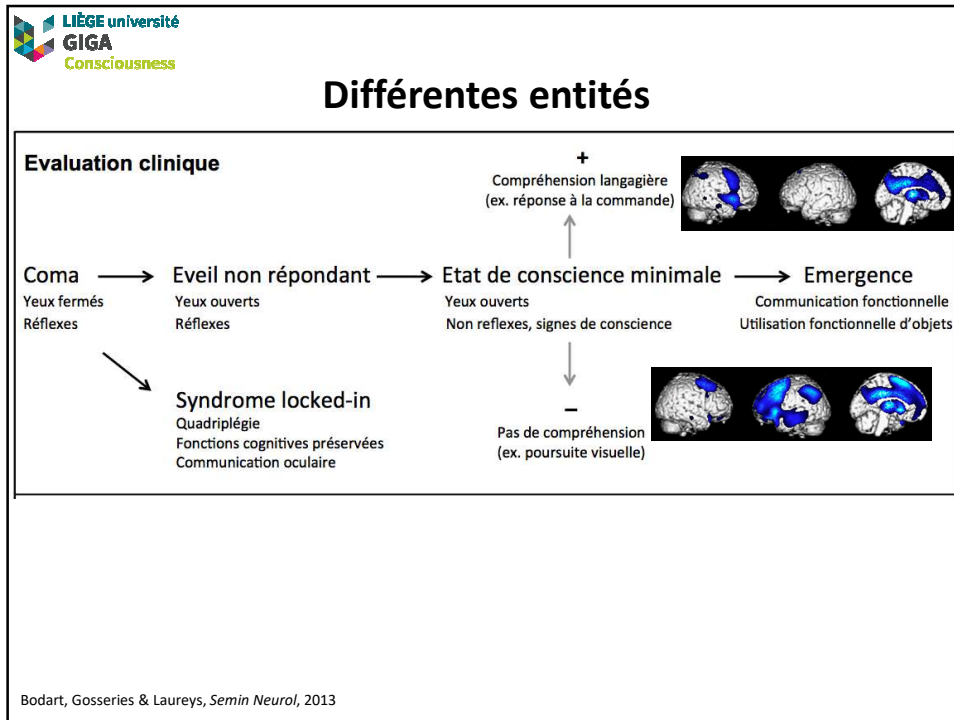 LIÈGE université
GIGA
Consciousness
Différentes entités
Evaluation clinique
+
Compréhension langagière
(ex. réponse à la commande)
Coma
Yeux fermés
Réflexes
Eveil non répondant
Yeux ouverts
Réflexes
Etat de conscience minimale
Yeux ouverts
Non reflexes, signes de conscience
Emergence
Communication fonctionnelle
Utilisation fonctionnelle d'objets
Syndrome locked-in
Quadriplégie
Fonctions cognitives préservées
Communication oculaire
–
Pas de compréhension
(ex. poursuite visuelle)
Bodart, Gosseries & Laureys, Semin Neurol, 2013